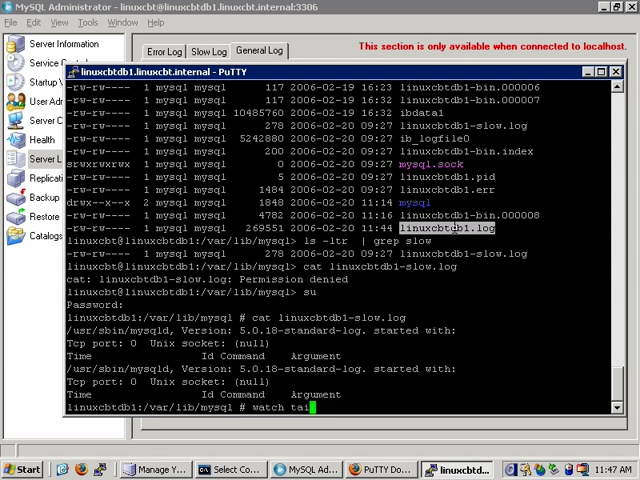 MySQL Administrator - linuxcbt@linuxcbtdb1.linuxcbt.internal:3306
File Edit View Tools Window Help
Server Information
Error Log Slow Log General Log
This section is only available when connected to localhost.
Service
Startup V
User Adm
Server Con
Health
Server L
Replicati
Backup
Restore
Catalogs
linuxcbtdb1.linuxcbt.internal - PuTTY
-rw-rw---- 1 mysql mysql 117 2006-02-19 16:23 linuxcbtdb1-bin.000006
-rw-rw---- 1 mysql mysql 117 2006-02-19 16:32 linuxcbtdb1-bin.000007
-rw-rw---- 1 mysql mysql 10485760 2006-02-20 09:27 ibdata1
-rw-rw---- 1 mysql mysql 278 2006-02-20 09:27 linuxcbtdb1-slow.log
-rw-rw---- 1 mysql mysql 5242880 2006-02-20 09:27 ib_logfile0
-rw-rw---- 1 mysql mysql 200 2006-02-20 09:27 linuxcbtdb1-bin.index
srwxrwxrwx 1 mysql mysql 0 2006-02-20 09:27 mysql.sock
-rw-rw---- 1 mysql mysql 5 2006-02-20 09:27 linuxcbtdb1.pid
-rw-rw---- 1 mysql mysql 1484 2006-02-20 09:27 linuxcbtdb1.err
drwx--x--x 2 mysql mysql 1848 2006-02-20 11:14 mysql
-rw-rw---- 1 mysql mysql 4782 2006-02-20 11:16 linuxcbtdb1-bin.000008
-rw-rw---- 1 mysql mysql 269551 2006-02-20 11:44 linuxcbtdb1.log
linuxcbt@linuxcbtdb1:/var/lib/mysql> ls -ltr | grep slow
-rw-rw---- 1 mysql mysql 278 2006-02-20 09:27 linuxcbtdb1-slow.log
linuxcbt@linuxcbtdb1:/var/lib/mysql> cat linuxcbtdb1-slow.log
cat: linuxcbtdb1-slow.log: Permission denied
linuxcbt@linuxcbtdb1:/var/lib/mysql> su
Password:
linuxcbtdb1:/var/lib/mysql # cat linuxcbtdb1-slow.log
/usr/sbin/mysqld, Version: 5.0.18-standard-log. started with:
Tcp port: 0 Unix socket: (null)
Time Id Command Argument
/usr/sbin/mysqld, Version: 5.0.18-standard-log. started with:
Tcp port: 0 Unix socket: (null)
Time Id Command Argument
linuxcbtdb1:/var/lib/mysql # watch tai
Start
Manage Y...
Select Co...
MySQL Ad...
PuTTY Do...
linuxcbtd...
11:47 AM